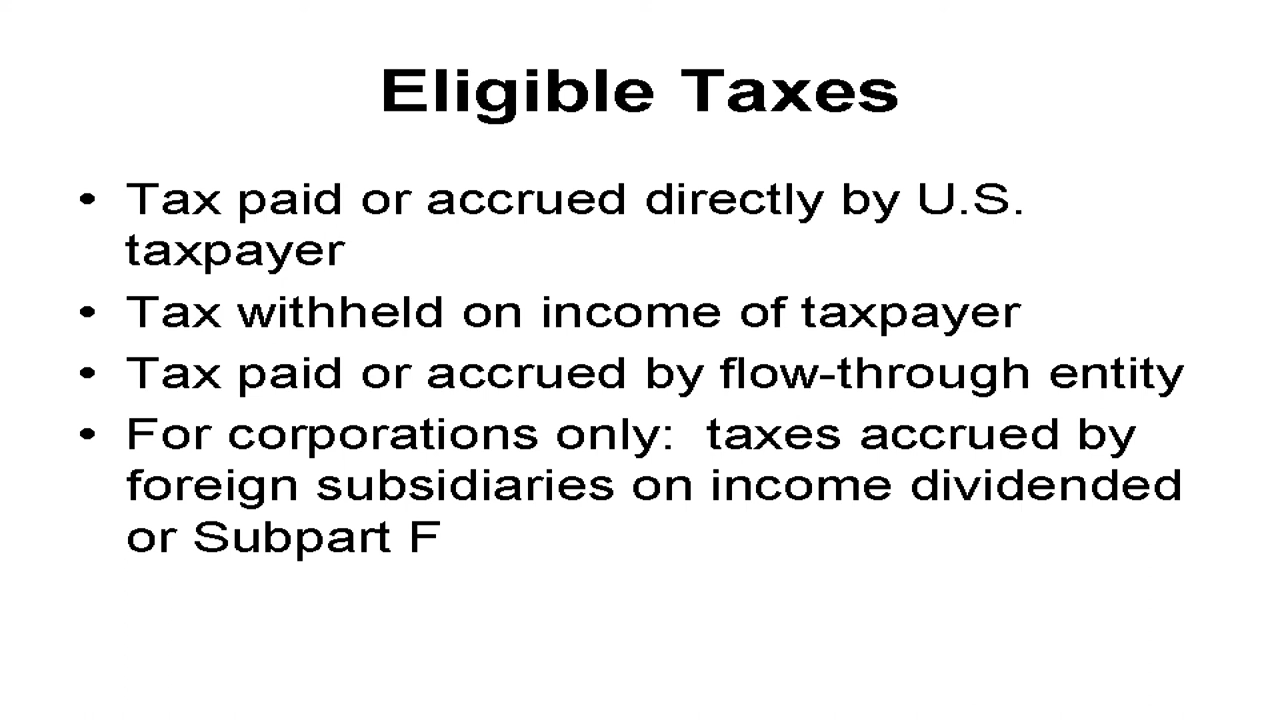 Eligible Taxes
• Tax paid or accrued directly by U.S.
taxpayer
• Tax withheld on income of taxpayer
• Tax paid or accrued by flow-through entity
• For corporations only:  taxes accrued by
foreign subsidiaries on income dividended
or Subpart F